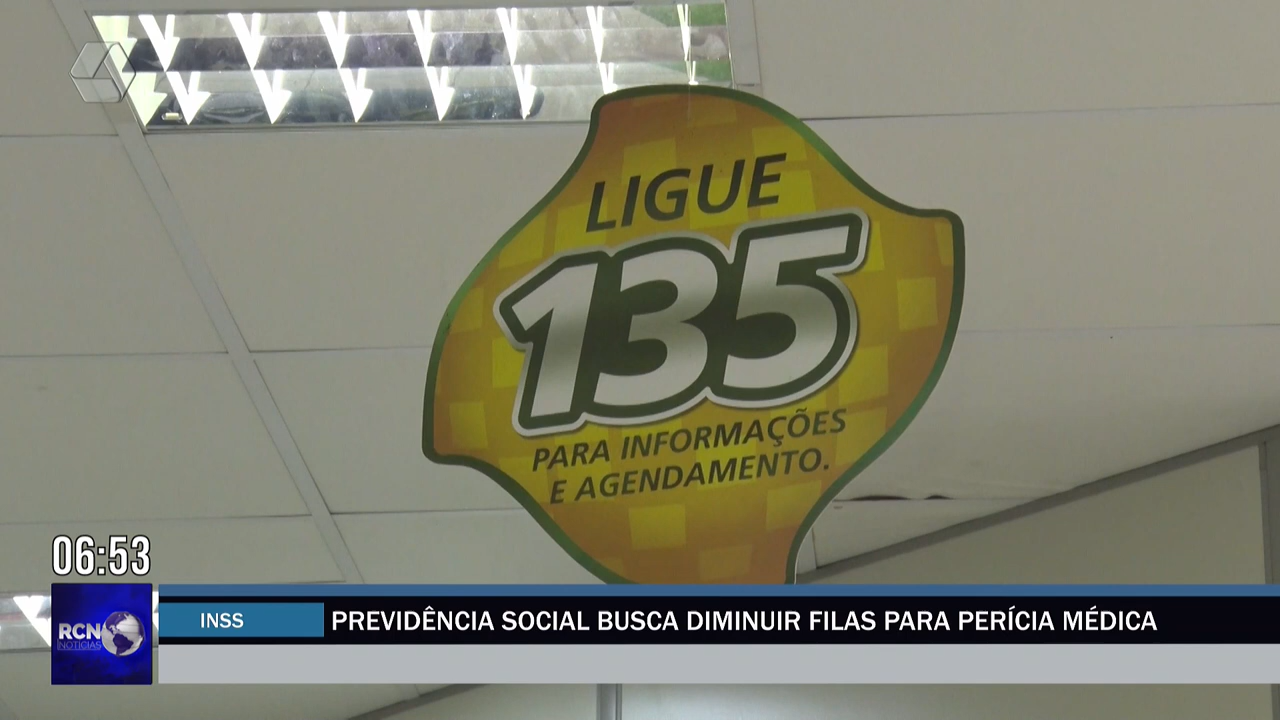 LIGUE
135
PARA INFORMAÇÕES
E AGENDAMENTO.
06:53
RCN
NOTÍCIAS
INSS
PREVIDÊNCIA SOCIAL BUSCA DIMINUIR FILAS PARA PERÍCIA MÉDICA